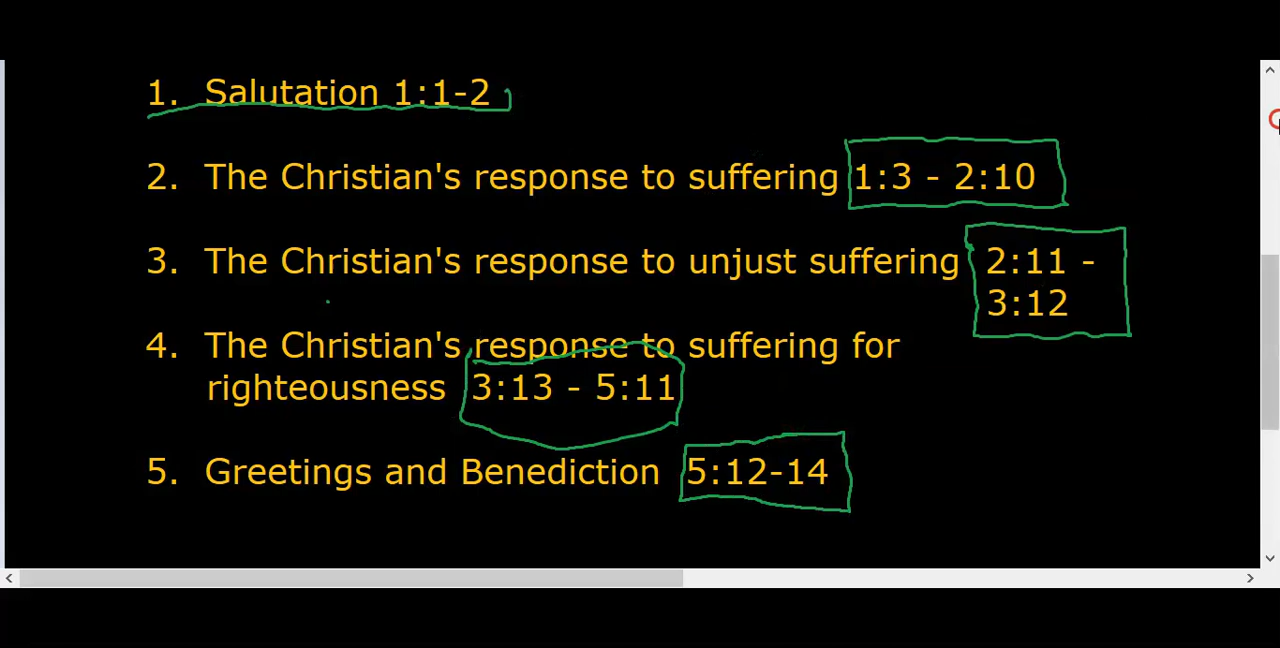 1. Salutation 1:1-2
2. The Christian's response to suffering 1:3 - 2:10
3. The Christian's response to unjust suffering 2:11 -
3:12
4. The Christian's response to suffering for
righteousness 3:13 - 5:11
5. Greetings and Benediction 5:12-14